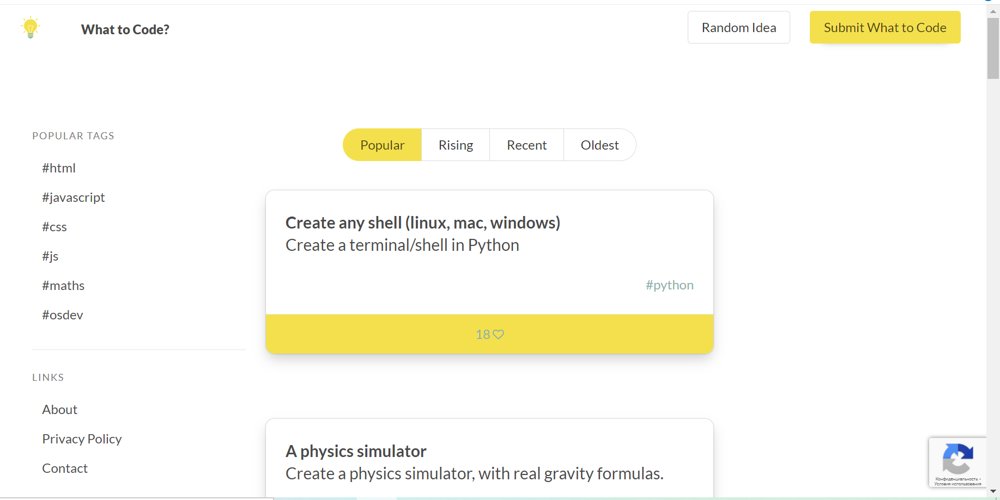 What to Code?
Random Idea
Submit What to Code
POPULAR TAGS
#html
#javascript
#css
#js
#maths
#osdev
LINKS
About
Privacy Policy
Contact
Popular
Rising
Recent
Oldest
Create any shell (linux, mac, windows)
Create a terminal/shell in Python
#python
18
A physics simulator
Create a physics simulator, with real gravity formulas.
Конфиденциальность -
Условия использования